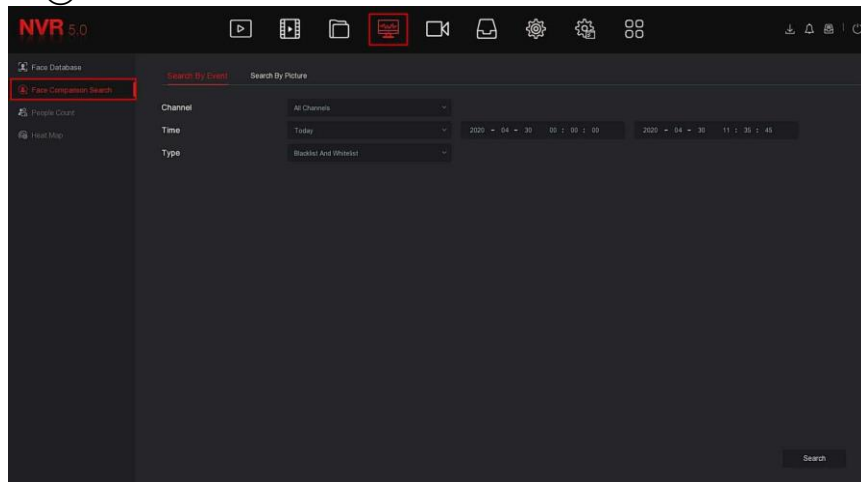 NVR 5.0
Face Database
Face Comparison Search
People Count
Heat Map
Search By Event Search By Picture
Channel All Channels
Time Today 2020 - 04 - 30 00 : 00 : 00 2020 - 04 - 30 11 : 35 : 45
Type Blacklist And Whitelist
Search